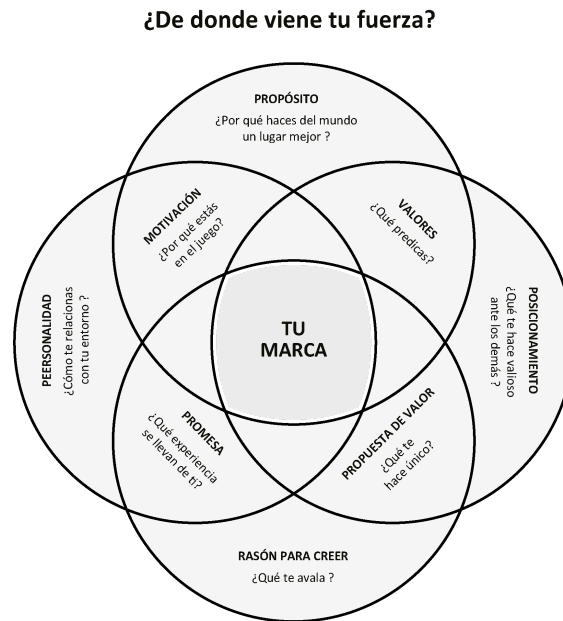 ¿De donde viene tu fuerza?
PROPÓSITO
¿Por qué haces del mundo
un lugar mejor ?
MOTIVACIÓN
¿Por qué estás
en el juego?
VALORES
¿Qué predicas?
PEERSONALIDAD
¿Cómo te relacionas
con tu entorno ?
TU
MARCA
POSICIONAMIENTO
¿Qué te hace valioso
ante los demás ?
PROMESA
¿Qué experiencia
se llevan de ti?
PROPUESTA DE VALOR
¿Qué te
hace único?
RASÓN PARA CREER
¿Qué te avala ?